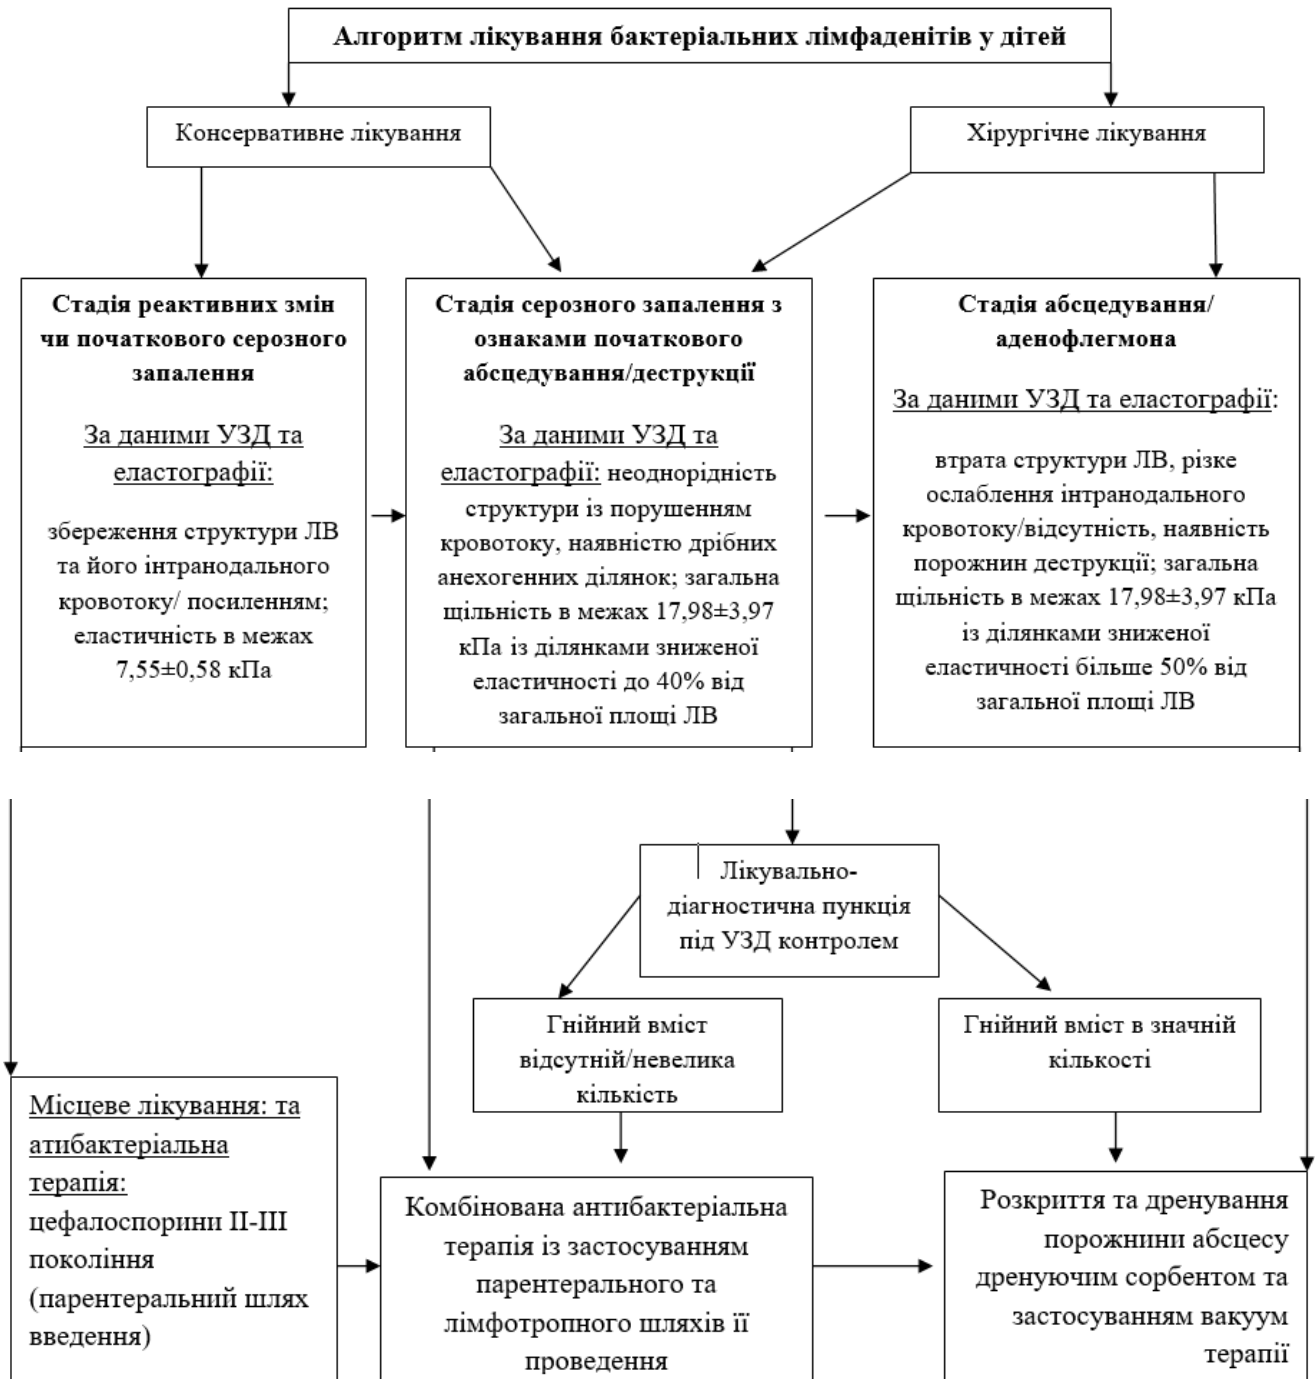 Алгоритм лікування бактеріальних лімфаденітів у дітей
Консервативне лікування
Хірургічне лікування
Стадія реактивних змін
чи початкового серозного
запалення
За даними УЗД та
еластографії:
збереження структури ЛВ
та його інтранодального
кровотоку/ посиленням;
еластичність в межах
7,55±0,58 кПа
Стадія серозного запалення з
ознаками початкового
абсцедування/деструкції
За даними УЗД та
еластографії: неоднорідність
структури із порушенням
кровотоку, наявністю дрібних
анехогенних ділянок; загальна
щільність в межах 17,98±3,97
кПа із ділянками зниженої
еластичності до 40% від
загальної площі ЛВ
Стадія абсцедування/
аденофлегмона
За даними УЗД та еластографії:
втрата структури ЛВ, різке
ослаблення інтранодального
кровотоку/відсутність, наявність
порожнин деструкції; загальна
щільність в межах 17,98±3,97 кПа
із ділянками зниженої
еластичності більше 50% від
загальної площі ЛВ
Лікувально-
діагностична пункція
під УЗД контролем
Гнійний вміст
відсутній/невелика
кількість
Гнійний вміст в значній
кількості
Місцеве лікування: та
атибактеріальна
терапія:
цефалоспорини II-III
покоління
(парентеральний шлях
введення)
Комбінована антибактеріальна
терапія із застосуванням
парентерального та
лімфотропного шляхів її
проведення
Розкриття та дренування
порожнини абсцесу
дренуючим сорбентом та
застосуванням вакуум
терапії